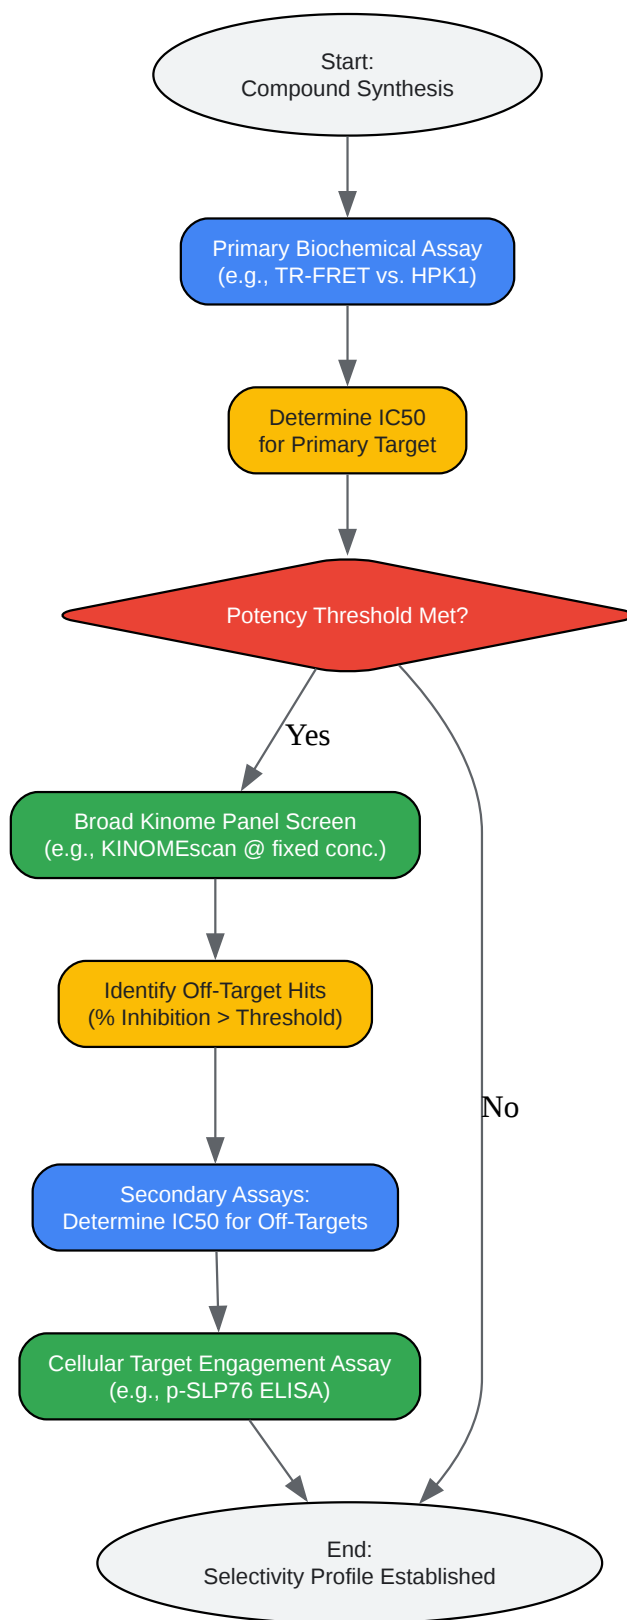 Start:
Compound Synthesis
Primary Biochemical Assay
(e.g., TR-FRET vs. HPK1)
Determine IC50
for Primary Target
Potency Threshold Met?
Yes
Broad Kinome Panel Screen
(e.g., KINOMEscan @ fixed conc.)
Identify Off-Target Hits
(% Inhibition > Threshold)
No
Secondary Assays:
Determine IC50 for Off-Targets
Cellular Target Engagement Assay
(e.g., p-SLP76 ELISA)
End:
Selectivity Profile Established